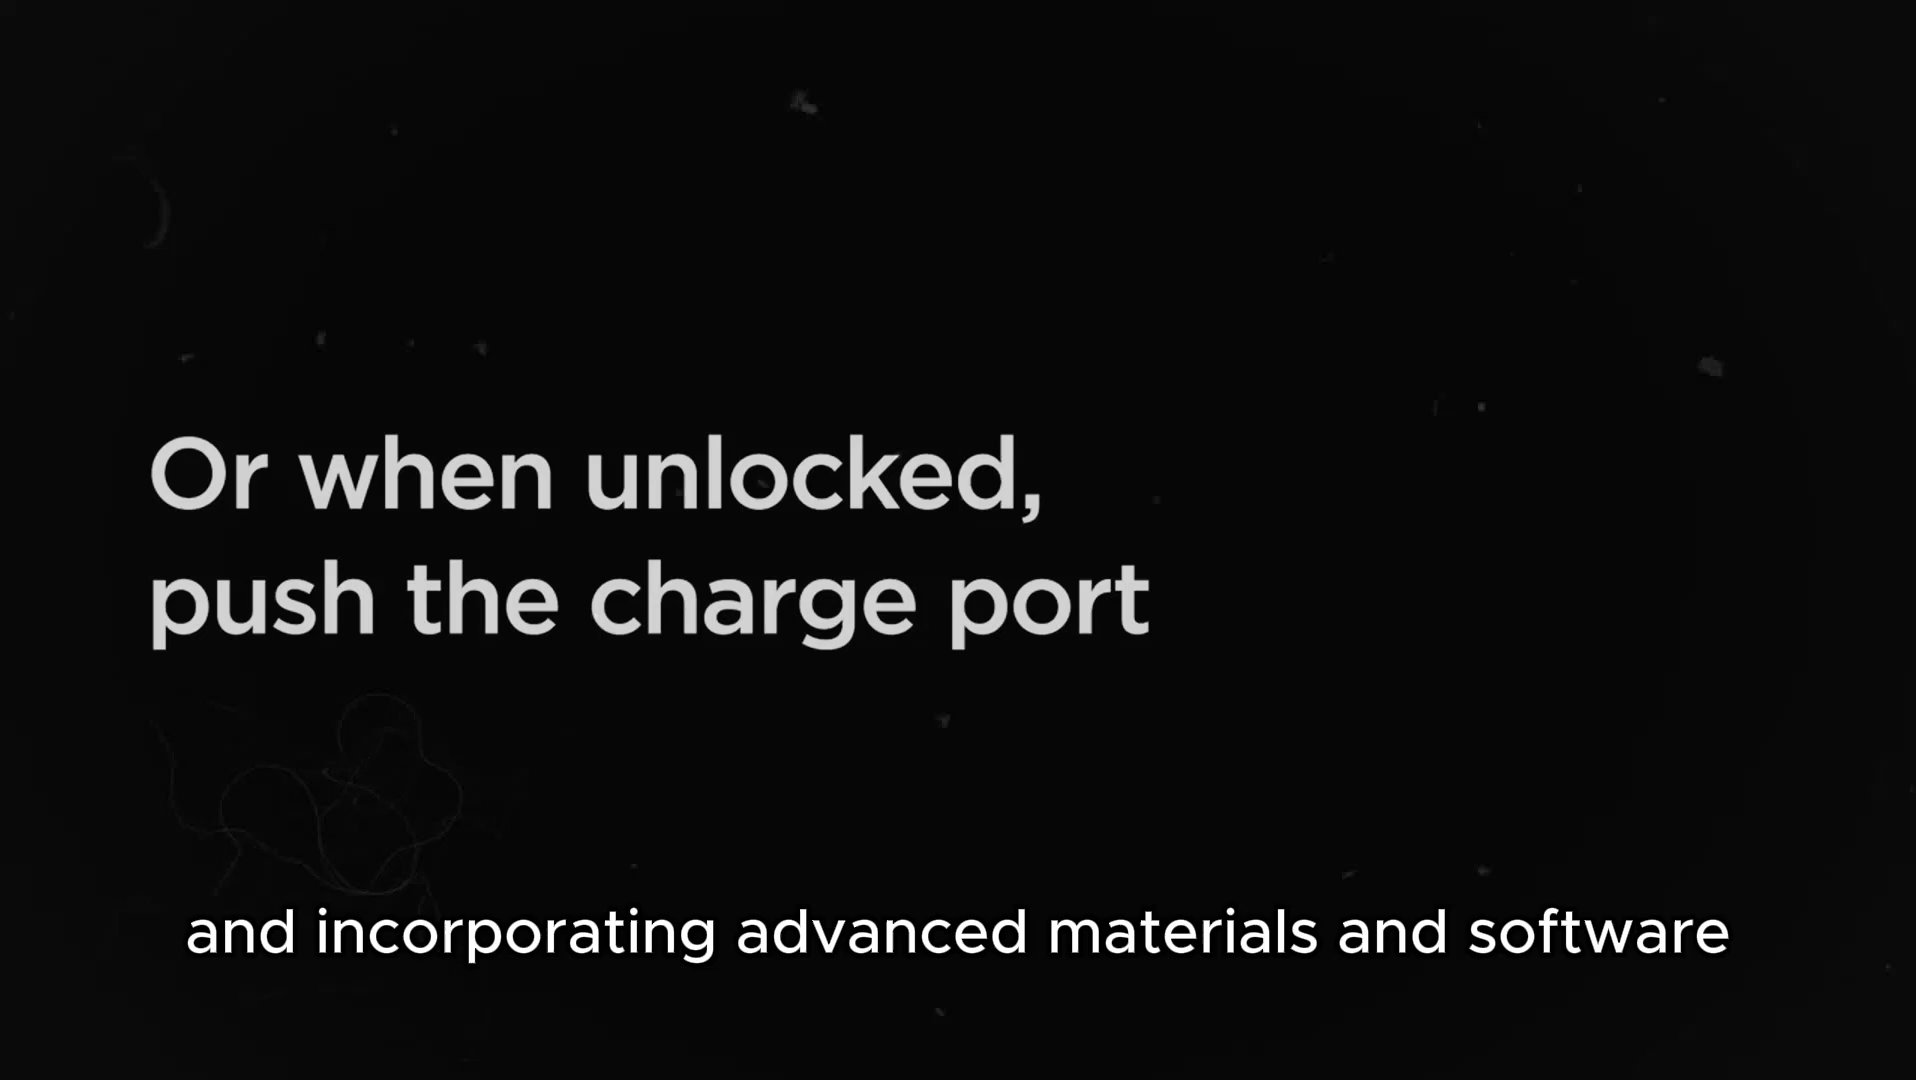 Or when unlocked,
push the charge port
and incorporating advanced materials and software